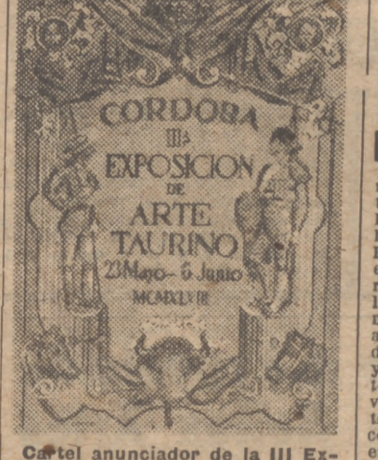 CORDOBA
IIIª
EXPOSICION
DE
ARTE
TAURINO
23 Mayo - 6 Junio
MCMXLVIII
Cartel anunciador de la III Ex-